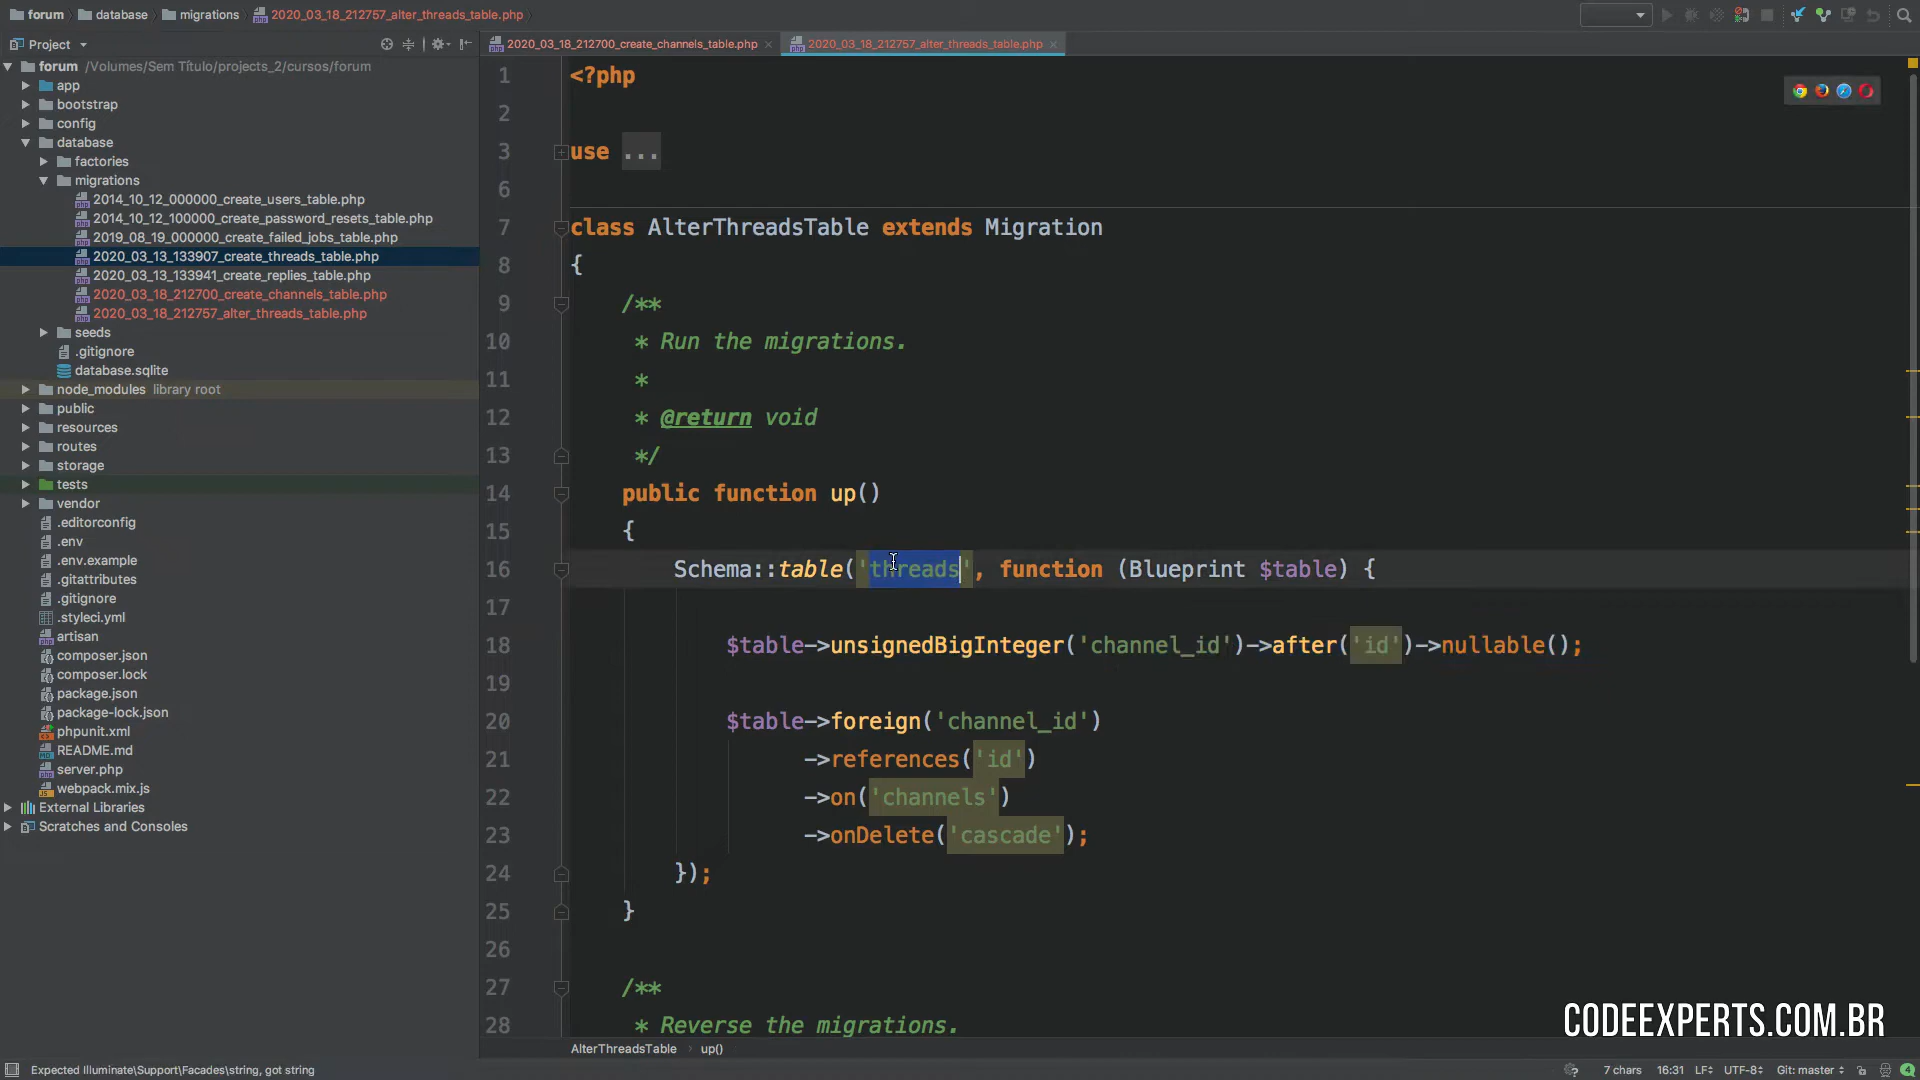 forum database migrations 2020_03_18_212757_alter_threads_table.php
Project
2020_03_18_212700_create_channels_table.php
2020_03_18_212757_alter_threads_table.php
forum /Volumes/Sem Título/projects_2/cursos/forum
app
bootstrap
config
database
factories
migrations
2014_10_12_000000_create_users_table.php
2014_10_12_100000_create_password_resets_table.php
2019_08_19_000000_create_failed_jobs_table.php
2020_03_13_133907_create_threads_table.php
2020_03_13_133941_create_replies_table.php
2020_03_18_212700_create_channels_table.php
2020_03_18_212757_alter_threads_table.php
seeds
.gitignore
database.sqlite
node_modules library root
public
resources
routes
storage
tests
vendor
.editorconfig
.env
.env.example
.gitattributes
.gitignore
.styleci.yml
artisan
composer.json
composer.lock
package.json
package-lock.json
phpunit.xml
README.md
server.php
webpack.mix.js
External Libraries
Scratches and Consoles
1 <?php
2
3 use ...
6
7 class AlterThreadsTable extends Migration
8 {
9 /**
10 * Run the migrations.
11 *
12 * @return void
13 */
14 public function up()
15 {
16 Schema::table('threads', function (Blueprint $table) {
17
18 $table->unsignedBigInteger('channel_id')->after('id')->nullable();
19
20 $table->foreign('channel_id')
21 ->references('id')
22 ->on('channels')
23 ->onDelete('cascade');
24 });
25 }
26
27 /**
28 * Reverse the migrations.
CODEEXPERTS.COM.BR
AlterThreadsTable up()
Expected Illuminate\Support\Facades\string, got string
7 chars 16:31 LF UTF-8 Git: master 4